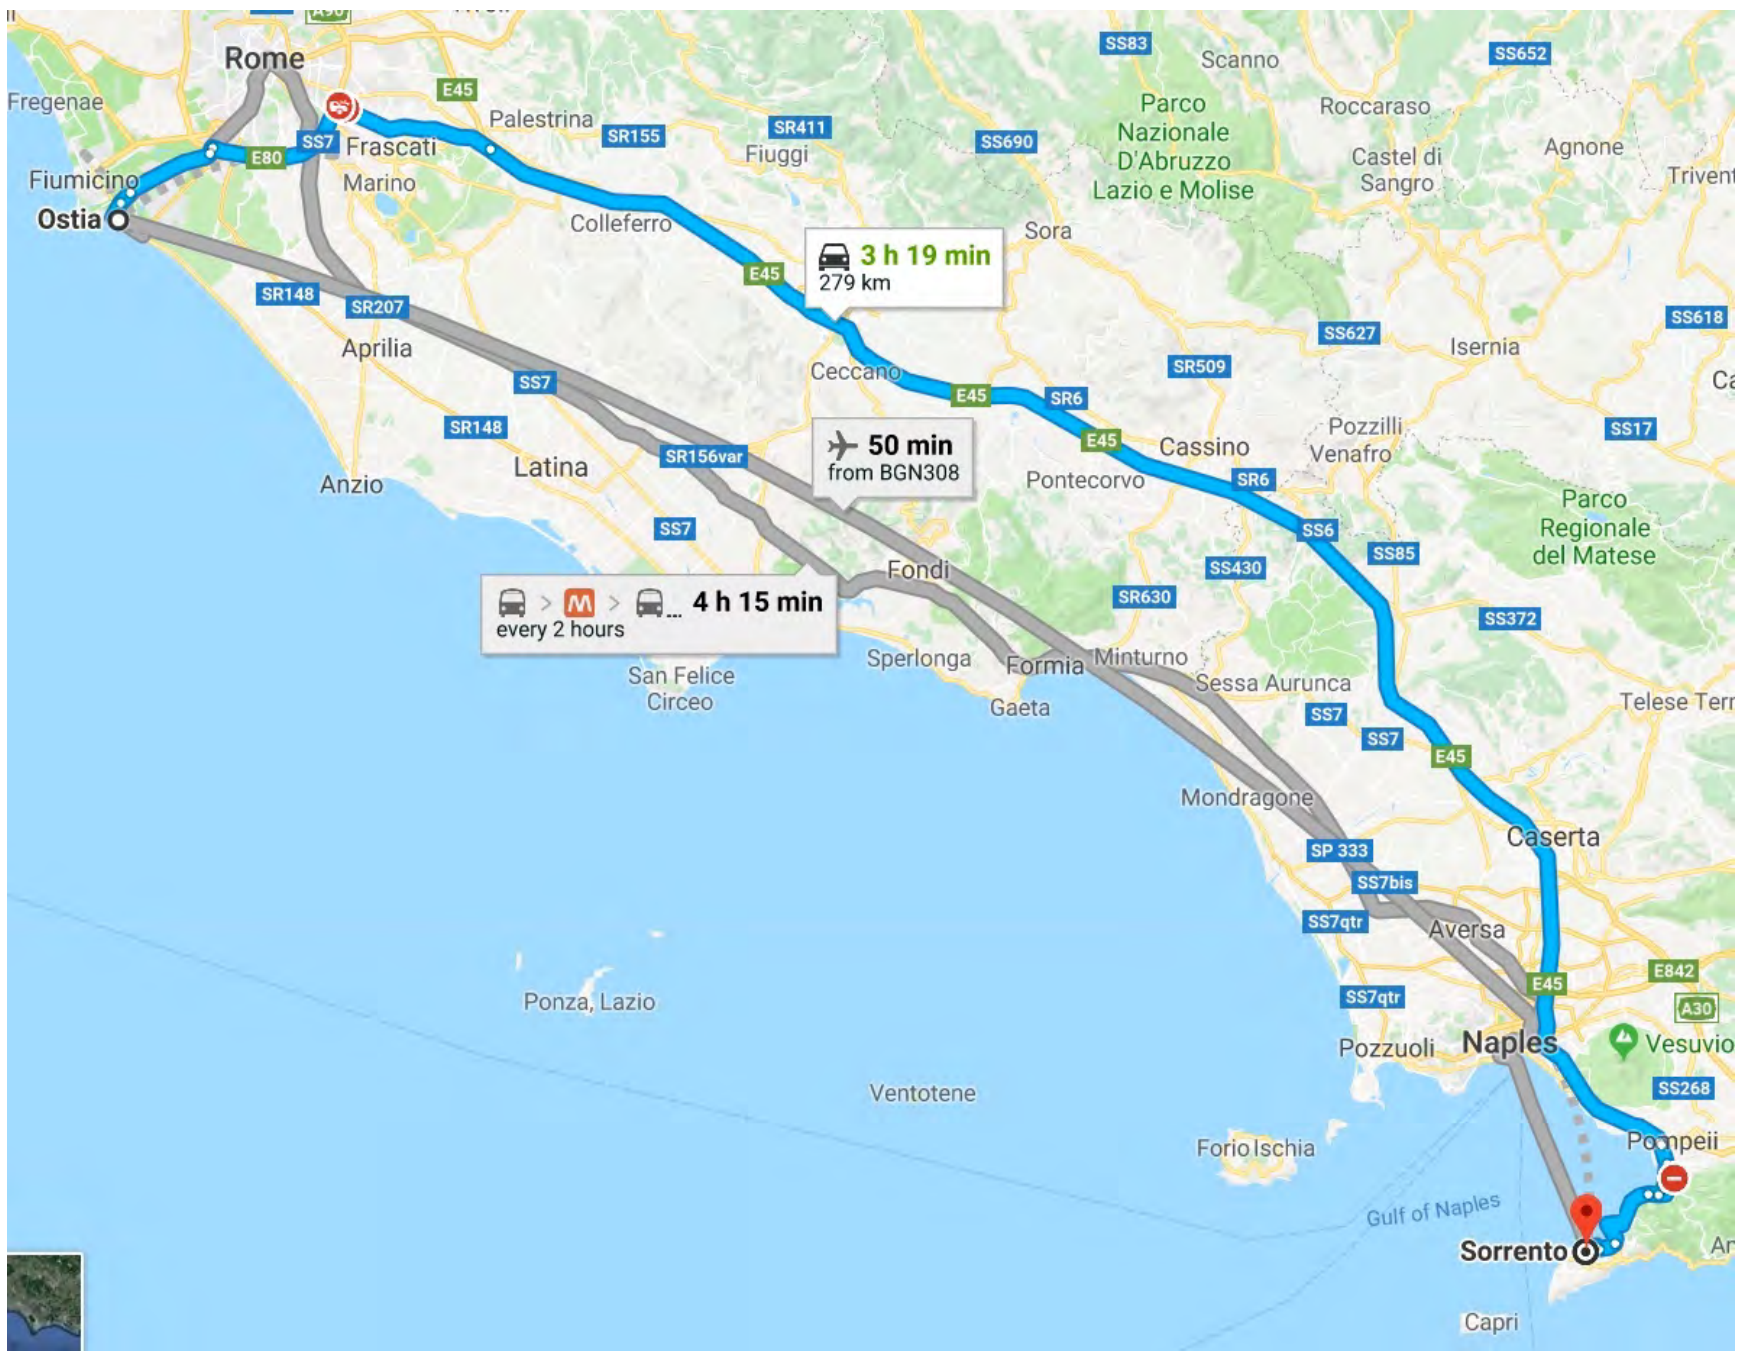 A90
Rome
SS83
SS652
Scanno
E45
Fregenae
Palestrina
Parco
Nazionale
D'Abruzzo
Lazio e Molise
Roccaraso
SR155
SR411
SS690
SS7
Frascati
Fiuggi
Agnone
E80
Castel di
Sangro
Fiumicino
Marino
Trivent
Ostia
Colleferro
Sora
3 h 19 min
279 km
E45
SR148
SR207
SS618
SS627
Aprilia
Isernia
Ceccano
SR509
Ca
SS7
E45
SR6
SR148
Pozzilli
SS17
E45
Cassino
50 min
from BGN308
SR156var
Venafro
Latina
Anzio
Pontecorvo
SR6
Parco
Regionale
del Matese
SS7
SS6
SS85
Fondi
SS430
M
4 h 15 min
every 2 hours
SR630
SS372
Sperlonga
Formia
Minturno
San Felice
Circeo
Sessa Aurunca
Gaeta
SS7
Telese Terr
SS7
E45
Mondragone
Caserta
SP 333
SS7bis
SS7qtr
Aversa
E842
E45
SS7qtr
A30
Ponza, Lazio
Pozzuoli
Naples
Vesuvio
Ventotene
SS268
Pompeii
Forio Ischia
Gulf of Naples
Sorrento
Capri